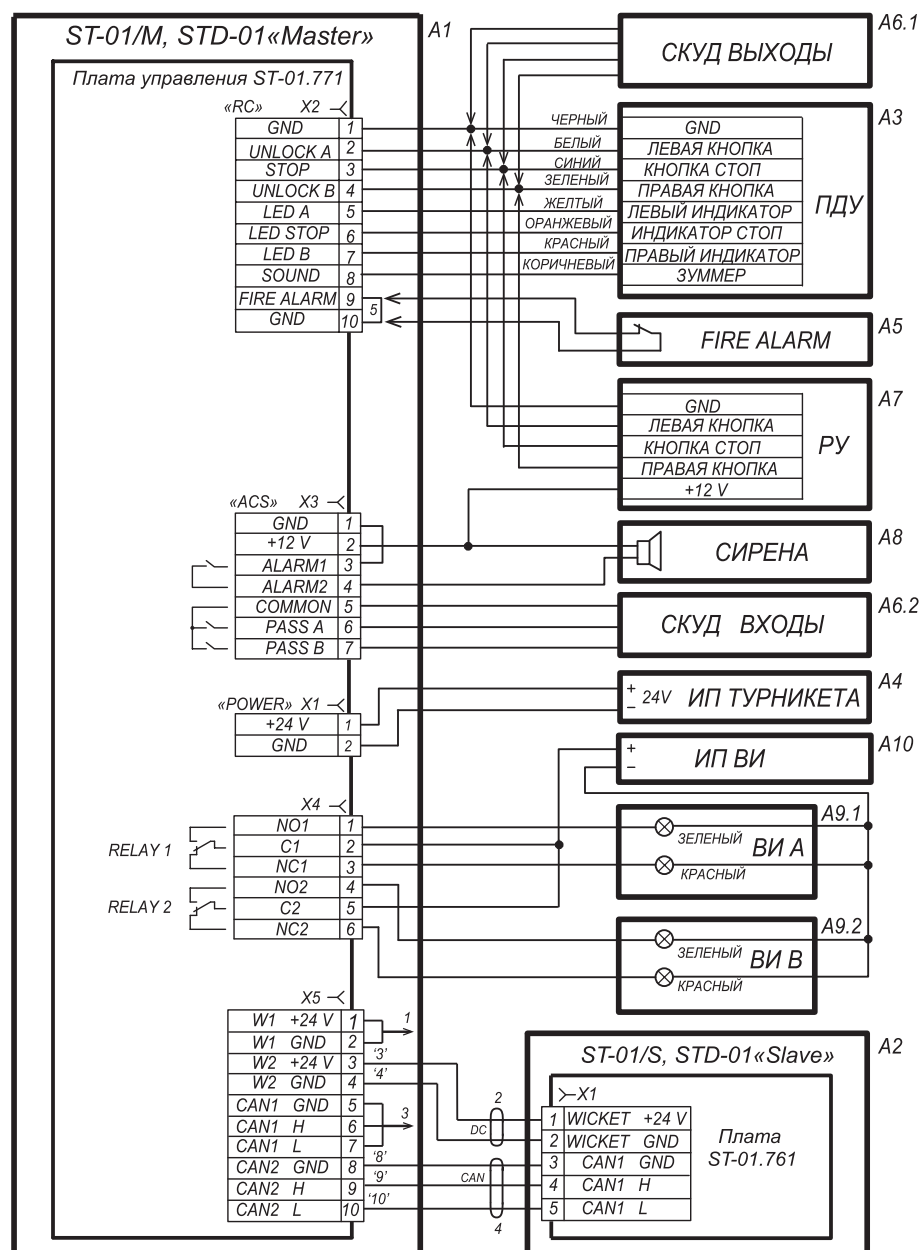 ST-01/M, STD-01«Master»
A1
Плата управления ST-01.771
«RC» X2
GND 1
UNLOCK A 2
STOP 3
UNLOCK B 4
LED A 5
LED STOP 6
LED B 7
SOUND 8
FIRE ALARM 9
GND 10
5
ЧЕРНЫЙ
БЕЛЫЙ
СИНИЙ
ЗЕЛЕНЫЙ
ЖЕЛТЫЙ
ОРАНЖЕВЫЙ
КРАСНЫЙ
КОРИЧНЕВЫЙ
СКУД ВЫХОДЫ
A6.1
A3
GND
ЛЕВАЯ КНОПКА
КНОПКА СТОП
ПРАВАЯ КНОПКА
ЛЕВЫЙ ИНДИКАТОР
ИНДИКАТОР СТОП
ПРАВЫЙ ИНДИКАТОР
ЗУММЕР
ПДУ
FIRE ALARM
A5
A7
GND
ЛЕВАЯ КНОПКА
КНОПКА СТОП
ПРАВАЯ КНОПКА
+12 V
РУ
«ACS» X3
GND 1
+12 V 2
ALARM1 3
ALARM2 4
COMMON 5
PASS A 6
PASS B 7
СИРЕНА
A8
СКУД ВХОДЫ
A6.2
«POWER» X1
+24 V 1
GND 2
+
–
24V ИП ТУРНИКЕТА
A4
+
–
ИП ВИ
A10
X4
NO1 1
C1 2
NC1 3
NO2 4
C2 5
NC2 6
RELAY 1
RELAY 2
A9.1
ЗЕЛЕНЫЙ
КРАСНЫЙ
ВИ А
A9.2
ЗЕЛЕНЫЙ
КРАСНЫЙ
ВИ В
X5
W1 +24 V 1
W1 GND 2
W2 +24 V 3
W2 GND 4
CAN1 GND 5
CAN1 H 6
CAN1 L 7
CAN2 GND 8
CAN2 H 9
CAN2 L 10
1
‘3’
‘4’
3
‘8’
‘9’
‘10’
2
DC
CAN
4
ST-01/S, STD-01«Slave»
A2
X1
1 WICKET +24 V
2 WICKET GND
3 CAN1 GND
4 CAN1 H
5 CAN1 L
Плата
ST-01.761